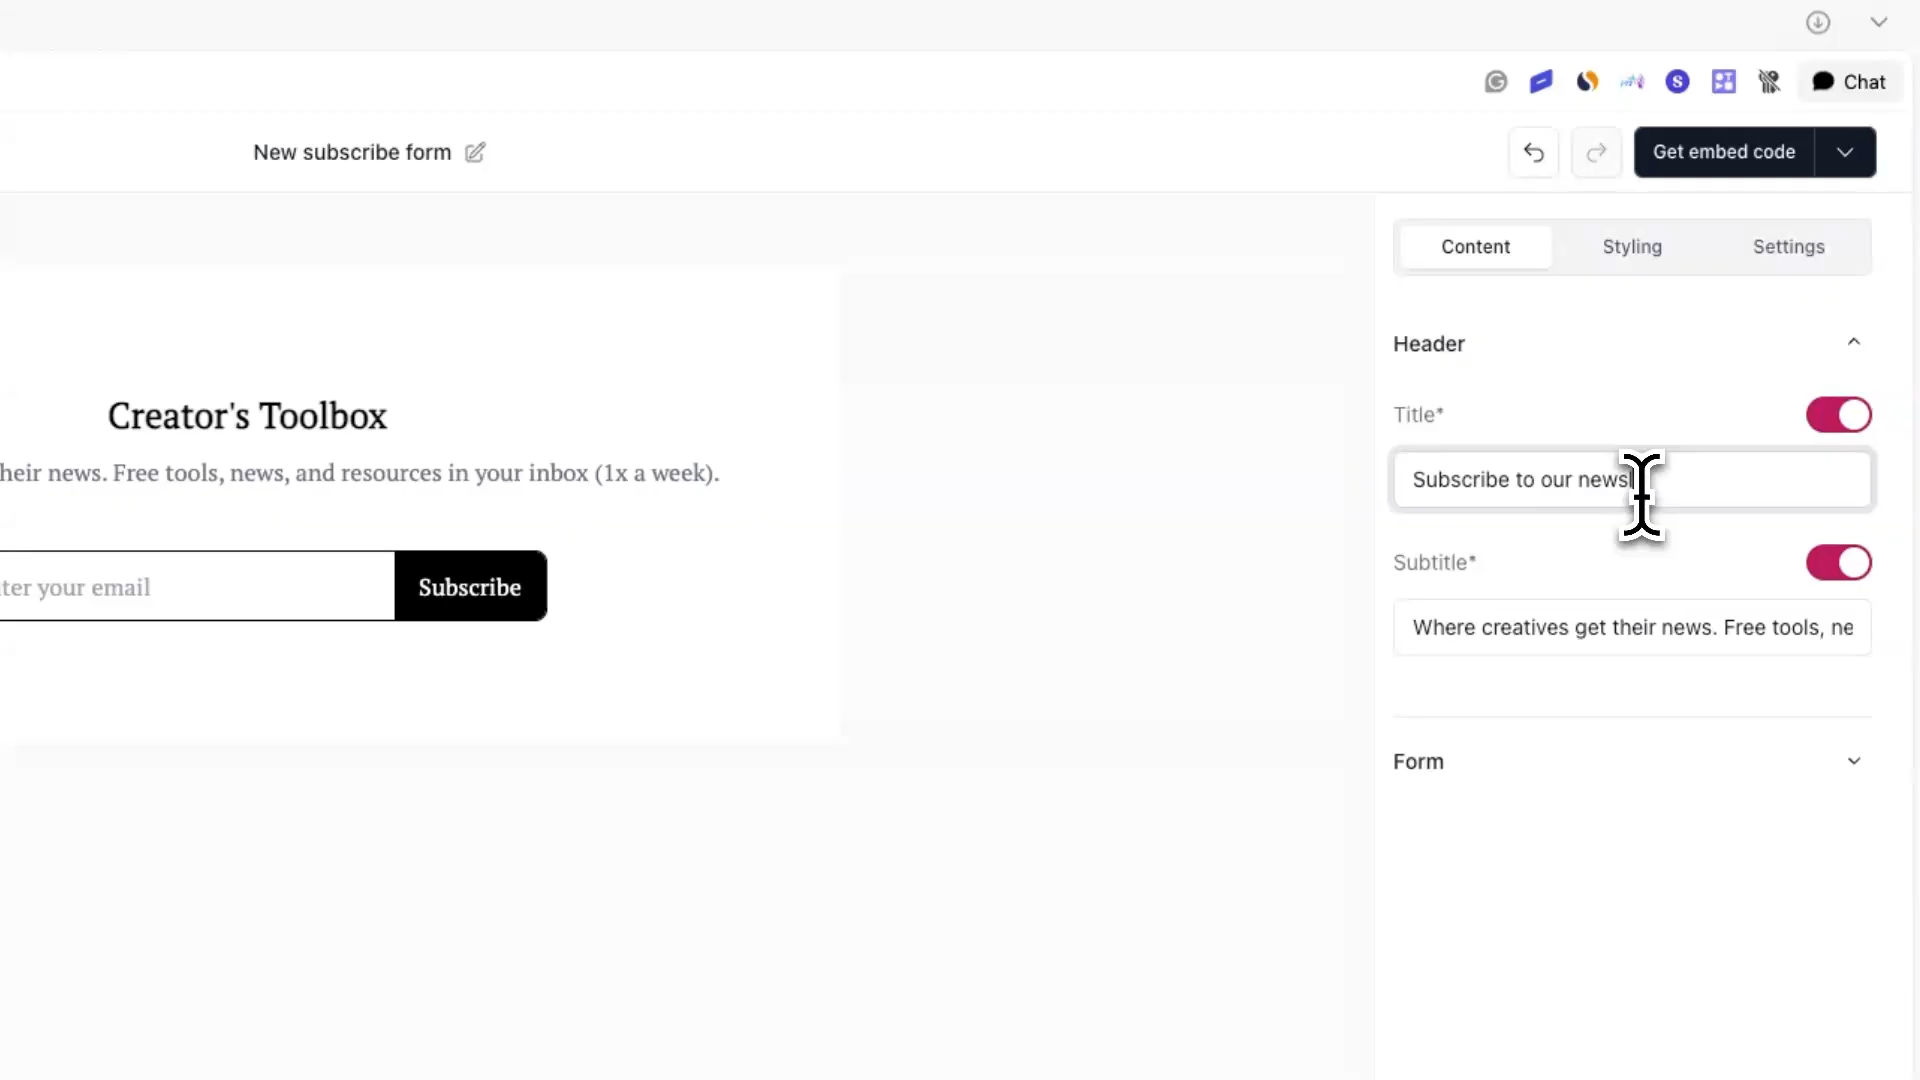 Chat
New subscribe form
Get embed code
Content Styling Settings
Header
Creator's Toolbox
Title*
heir news. Free tools, news, and resources in your inbox (1x a week).
Subscribe to our newsl
Subtitle*
ter your email
Subscribe
Where creatives get their news. Free tools, ne
Form